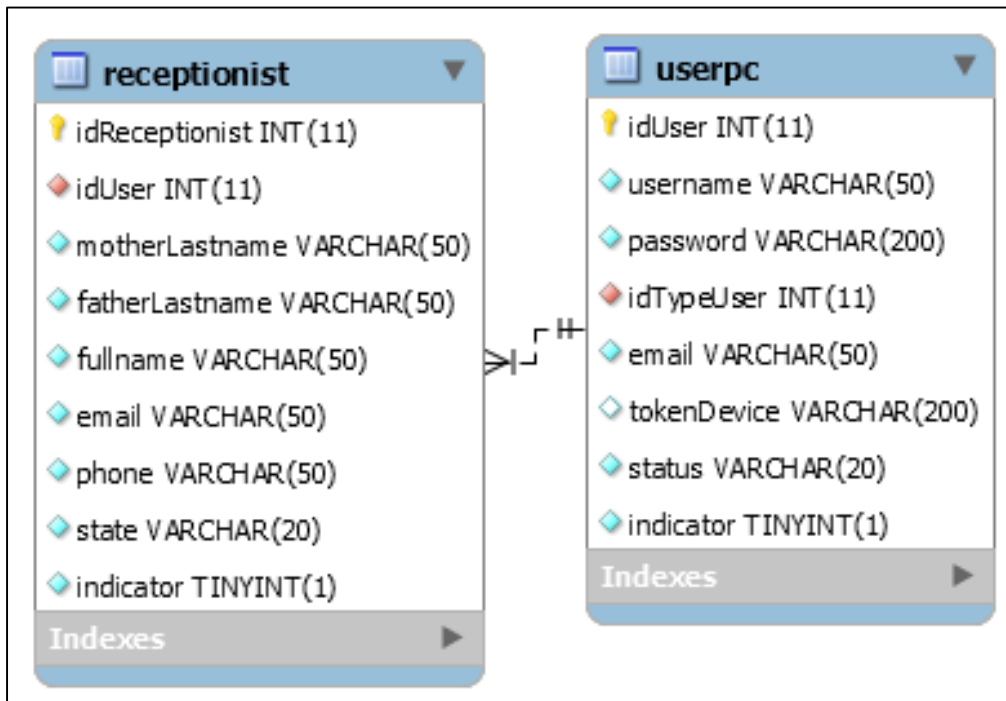 receptionist
idReceptionist INT(11)
idUser INT(11)
motherLastname VARCHAR(50)
fatherLastname VARCHAR(50)
fullname VARCHAR(50)
email VARCHAR(50)
phone VARCHAR(50)
state VARCHAR(20)
indicator TINYINT(1)
Indexes
userpc
idUser INT(11)
username VARCHAR(50)
password VARCHAR(200)
idTypeUser INT(11)
email VARCHAR(50)
tokenDevice VARCHAR(200)
status VARCHAR(20)
indicator TINYINT(1)
Indexes